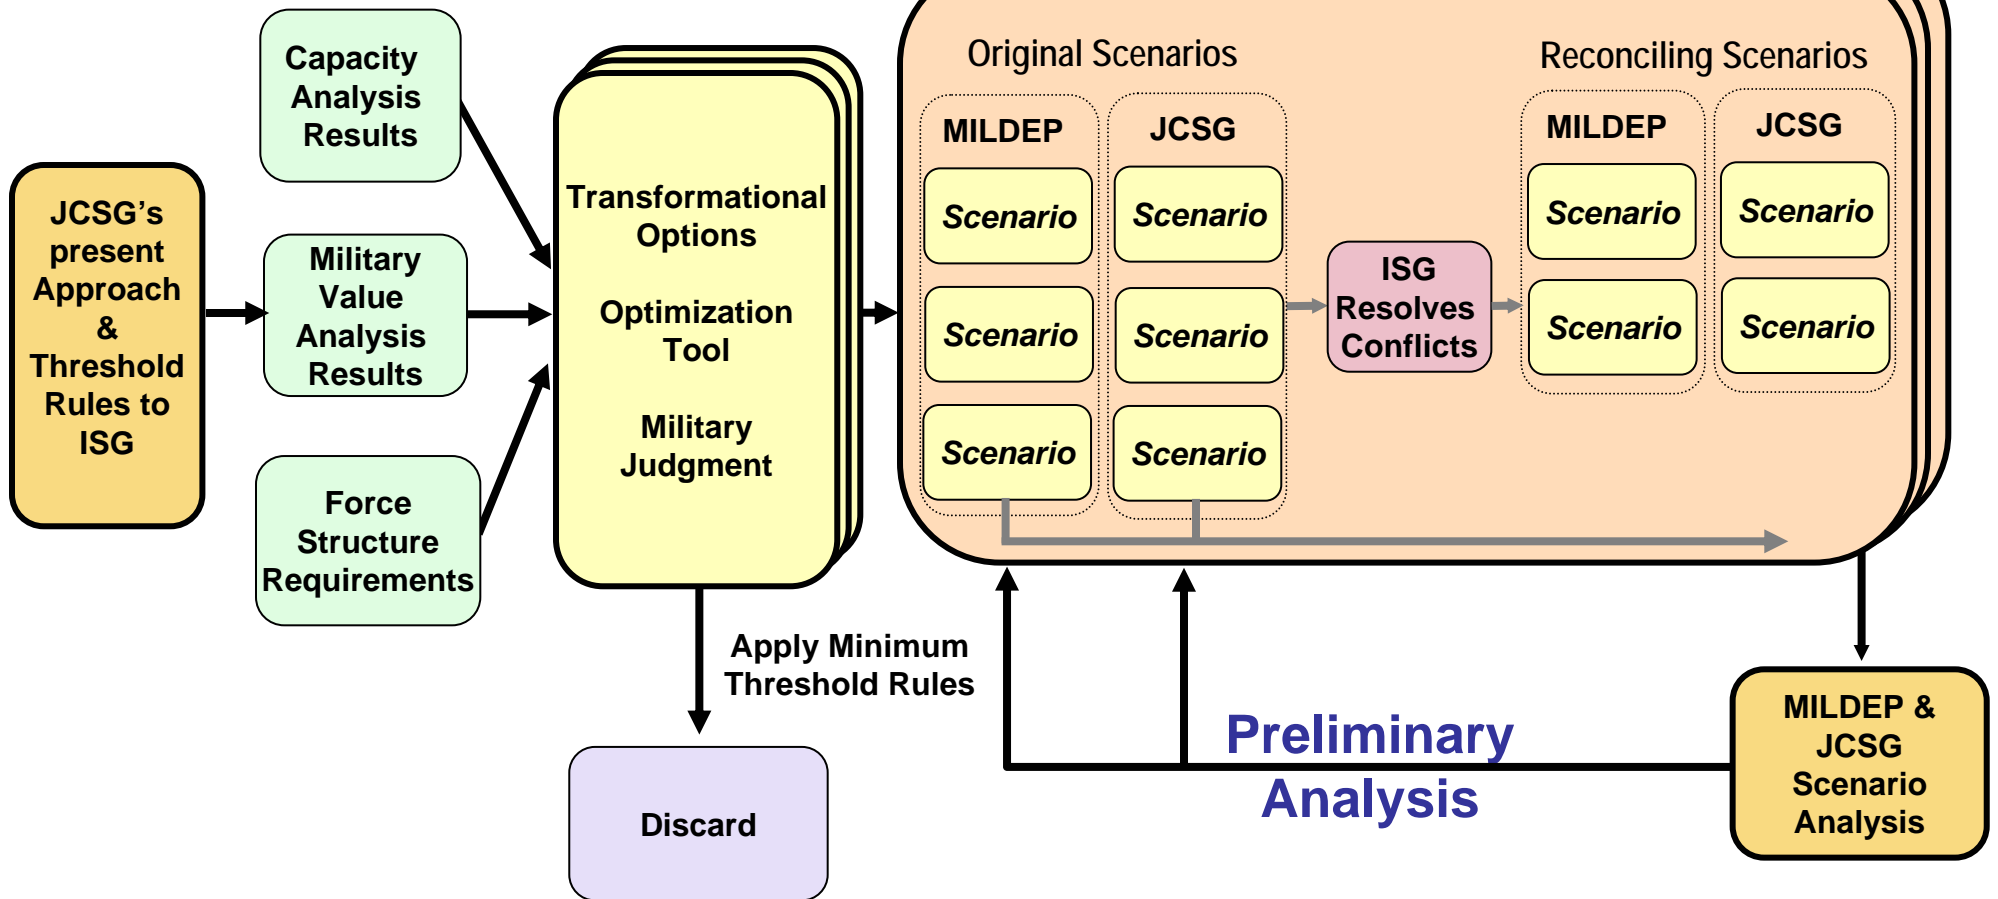 JCSG's
present
Approach
&
Threshold
Rules to
ISG
Capacity
Analysis
Results
Military
Value
Analysis
Results
Force
Structure
Requirements
Transformational
Options
Optimization
Tool
Military
Judgment
Apply Minimum
Threshold Rules
Discard
Original Scenarios
MILDEP
Scenario
Scenario
Scenario
JCSG
Scenario
Scenario
Scenario
ISG
Resolves
Conflicts
Reconciling Scenarios
MILDEP
Scenario
Scenario
JCSG
Scenario
Scenario
Preliminary
Analysis
MILDEP &
JCSG
Scenario
Analysis